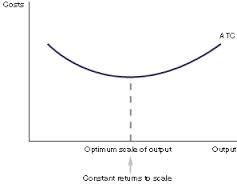 Costs
ATC
Optimum scale of output
Output
Constant returns to scale